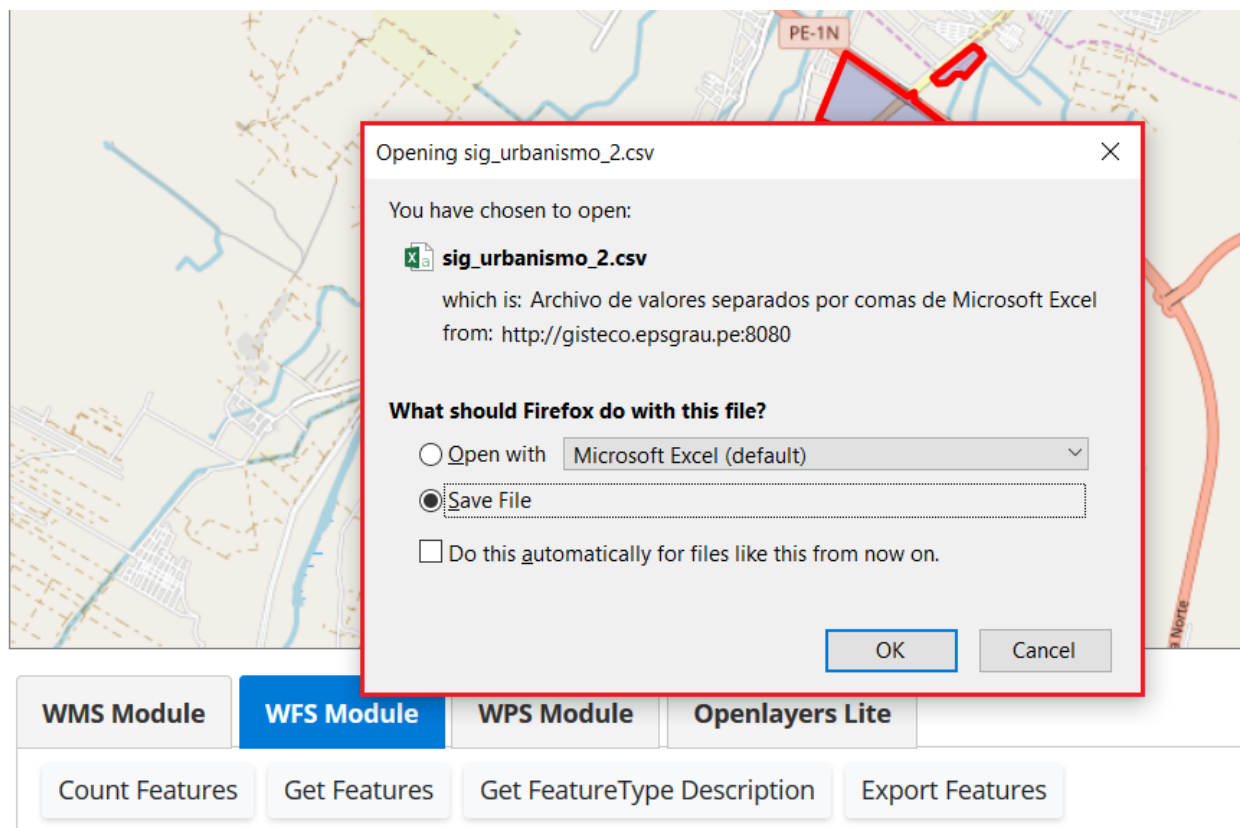 PE-1N
Opening sig_urbanismo_2.csv
You have chosen to open:
sig_urbanismo_2.csv
which is: Archivo de valores separados por comas de Microsoft Excel
from: http://gisteco.epsgrau.pe:8080
What should Firefox do with this file?
Open with Microsoft Excel (default)
Save File
Do this automatically for files like this from now on.
OK Cancel
a Norte
WMS Module WFS Module WPS Module Openlayers Lite
Count Features Get Features Get FeatureType Description Export Features